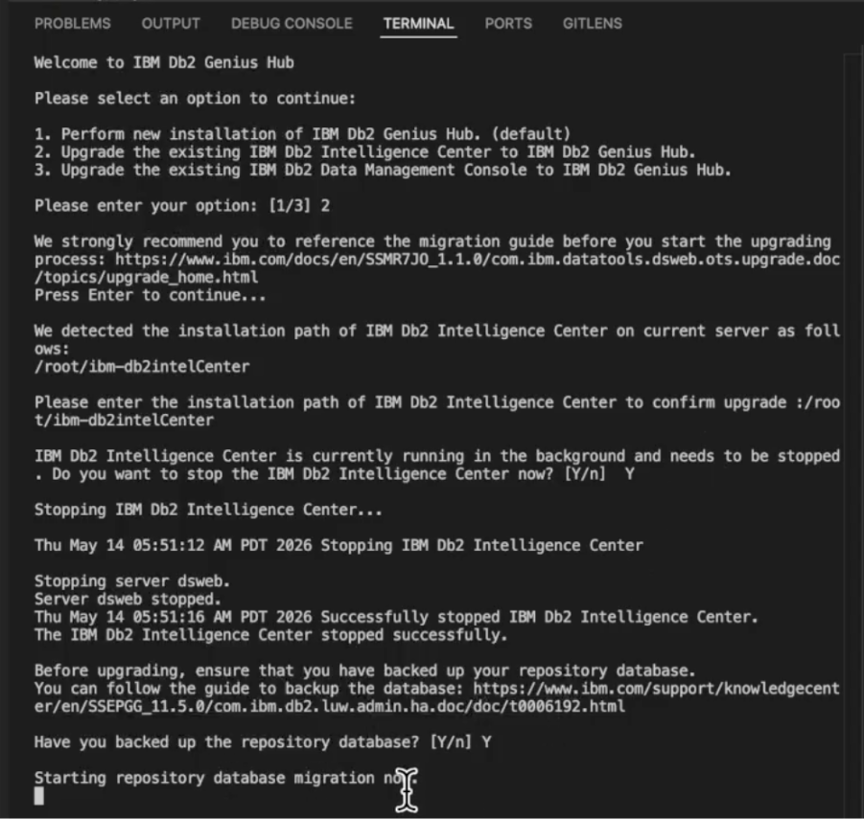 PROBLEMS OUTPUT DEBUG CONSOLE TERMINAL PORTS GITLENS
Welcome to IBM Db2 Genius Hub
Please select an option to continue:
1. Perform new installation of IBM Db2 Genius Hub. (default)
2. Upgrade the existing IBM Db2 Intelligence Center to IBM Db2 Genius Hub.
3. Upgrade the existing IBM Db2 Data Management Console to IBM Db2 Genius Hub.
Please enter your option: [1/3] 2
We strongly recommend you to reference the migration guide before you start the upgrading
process: https://www.ibm.com/docs/en/SSMR7JO_1.1.0/com.ibm.datatools.dsweb.ots.upgrade.doc
/topics/upgrade_home.html
Press Enter to continue...
We detected the installation path of IBM Db2 Intelligence Center on current server as foll
ows:
/root/ibm-db2intelCenter
Please enter the installation path of IBM Db2 Intelligence Center to confirm upgrade :/roo
t/ibm-db2intelCenter
IBM Db2 Intelligence Center is currently running in the background and needs to be stopped
. Do you want to stop the IBM Db2 Intelligence Center now? [Y/n]  Y
Stopping IBM Db2 Intelligence Center...
Thu May 14 05:51:12 AM PDT 2026 Stopping IBM Db2 Intelligence Center
Stopping server dsweb.
Server dsweb stopped.
Thu May 14 05:51:16 AM PDT 2026 Successfully stopped IBM Db2 Intelligence Center.
The IBM Db2 Intelligence Center stopped successfully.
Before upgrading, ensure that you have backed up your repository database.
You can follow the guide to backup the database: https://www.ibm.com/support/knowledgecent
er/en/SSEPGG_11.5.0/com.ibm.db2.luw.admin.ha.doc/doc/t0006192.html
Have you backed up the repository database? [Y/n] Y
Starting repository database migration